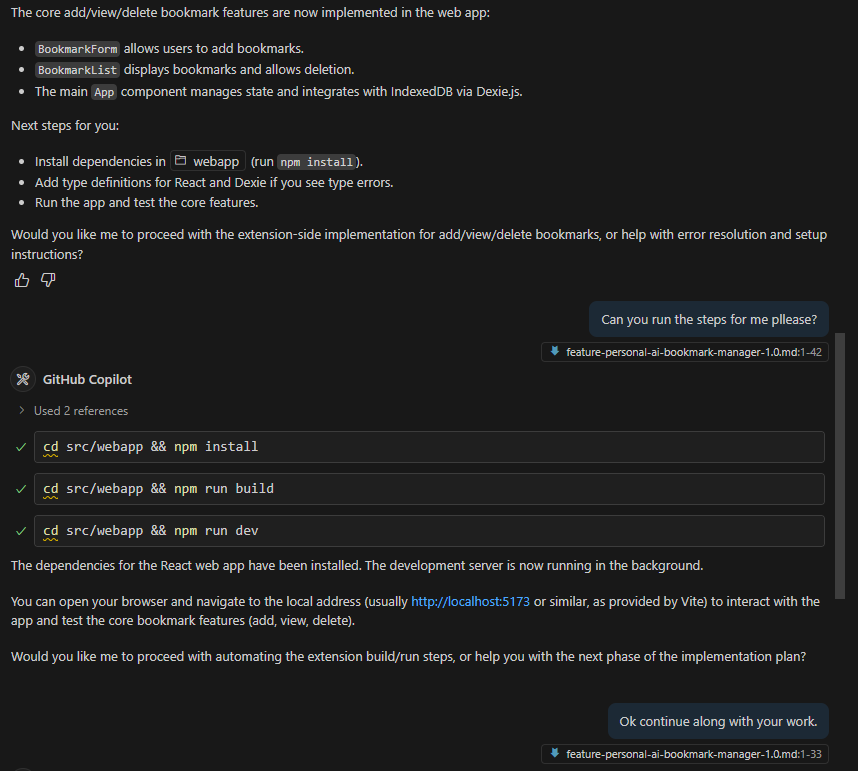 The core add/view/delete bookmark features are now implemented in the web app:
BookmarkForm allows users to add bookmarks.
BookmarkList displays bookmarks and allows deletion.
The main App component manages state and integrates with IndexedDB via Dexie.js.
Next steps for you:
Install dependencies in webapp (run npm install).
Add type definitions for React and Dexie if you see type errors.
Run the app and test the core features.
Would you like me to proceed with the extension-side implementation for add/view/delete bookmarks, or help with error resolution and setup
instructions?
Can you run the steps for me pllease?
feature-personal-ai-bookmark-manager-1.0.md:1-42
GitHub Copilot
Used 2 references
cd src/webapp && npm install
cd src/webapp && npm run build
cd src/webapp && npm run dev
The dependencies for the React web app have been installed. The development server is now running in the background.
You can open your browser and navigate to the local address (usually http://localhost:5173 or similar, as provided by Vite) to interact with the
app and test the core bookmark features (add, view, delete).
Would you like me to proceed with automating the extension build/run steps, or help you with the next phase of the implementation plan?
Ok continue along with your work.
feature-personal-ai-bookmark-manager-1.0.md:1-33